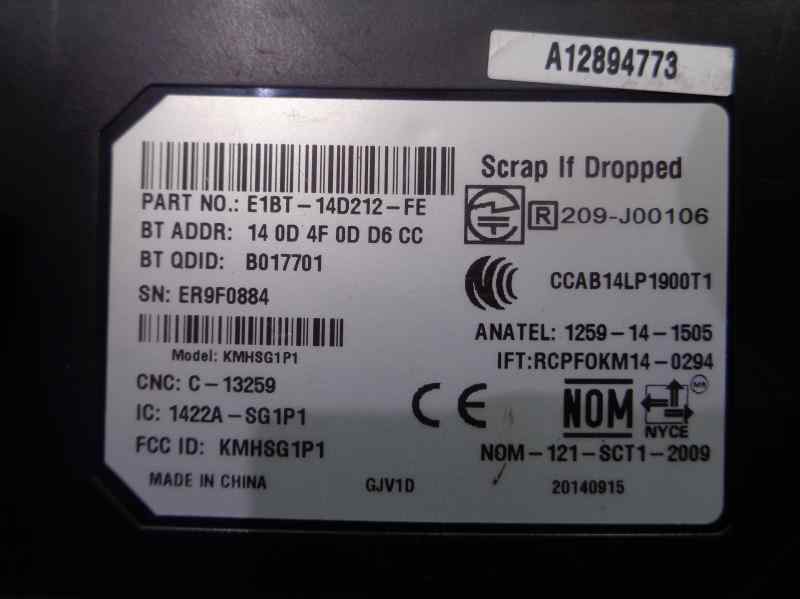 A12894773
Scrap If Dropped
PART NO.: E1BT-14D212-FE
R 209-J00106
BT ADDR: 14 0D 4F 0D D6 CC
BT QDID: B017701
CCAB14LP1900T1
SN: ER9F0884
ANATEL: 1259-14-1505
Model: KMHSG1P1
IFT:RCPFOKM14-0294
CNC: C-13259
CE
NOM
NYCE
IC: 1422A-SG1P1
FCC ID: KMHSG1P1
NOM-121-SCT1-2009
MADE IN CHINA
GJV1D
20140915